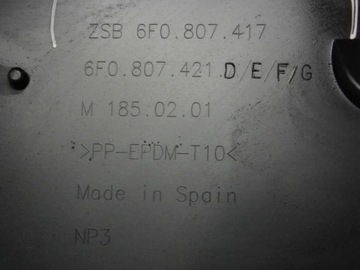 ZSB 6F0.807.417
6F0.807.421.D/E/F/G
M 185.02.01
>PP-EPDM-T10<
Made in Spain
NP3